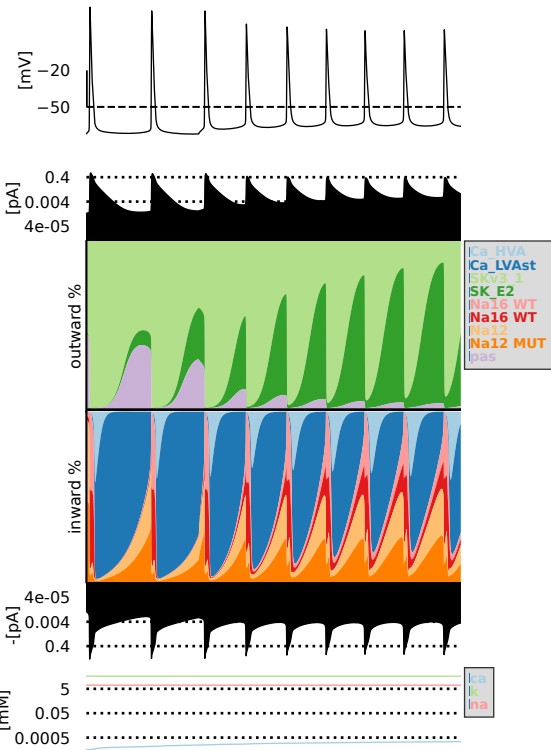 [mV]
−20
−50
[pA]
0.4
0.004
4e-05
outward %
Ca_HVA
Ca_LVAst
SKv3_1
SK_E2
Na16 WT
Na16 WT
Na12
Na12 MUT
pas
inward %
-[pA]
4e-05
0.004
0.4
[mM]
5
0.05
0.0005
ca
k
na